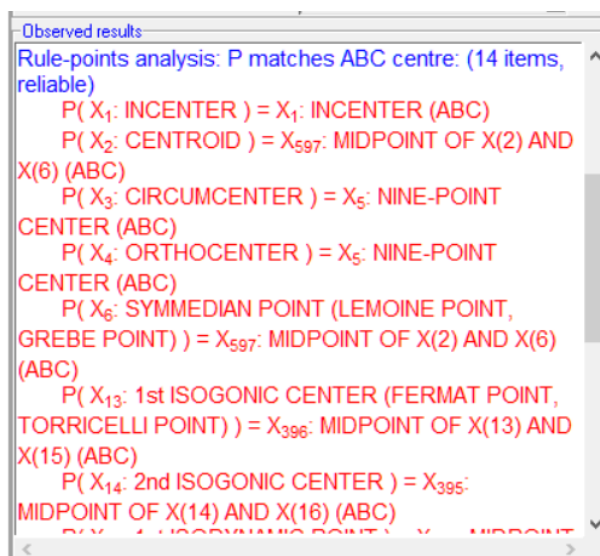 Observed results
Rule-points analysis: P matches ABC centre: (14 items,
reliable)
P( X₁: INCENTER ) = X₁: INCENTER (ABC)
P( X₂: CENTROID ) = X₅₉₇: MIDPOINT OF X(2) AND
X(6) (ABC)
P( X₃: CIRCUMCENTER ) = X₅: NINE-POINT
CENTER (ABC)
P( X₄: ORTHOCENTER ) = X₅: NINE-POINT
CENTER (ABC)
P( X₆: SYMMEDIAN POINT (LEMOINE POINT,
GREBE POINT) ) = X₅₉₇: MIDPOINT OF X(2) AND X(6)
(ABC)
P( X₁₃: 1st ISOGONIC CENTER (FERMAT POINT,
TORRICELLI POINT) ) = X₃₉₆: MIDPOINT OF X(13) AND
X(15) (ABC)
P( X₁₄: 2nd ISOGONIC CENTER ) = X₃₉₅:
MIDPOINT OF X(14) AND X(16) (ABC)